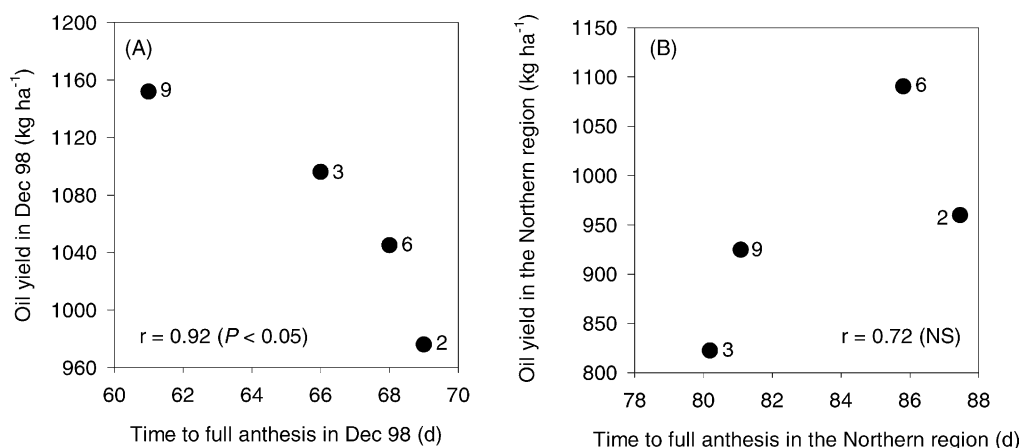 (A)
Oil yield in Dec 98 (kg ha⁻¹)
1200
1160
1120
1080
1040
1000
960
9
3
6
2
r = 0.92 (P < 0.05)
60 62 64 66 68 70
Time to full anthesis in Dec 98 (d)
(B)
Oil yield in the Northern region (kg ha⁻¹)
1150
1100
1050
1000
950
900
850
800
6
2
9
3
r = 0.72 (NS)
78 80 82 84 86 88
Time to full anthesis in the Northern region (d)